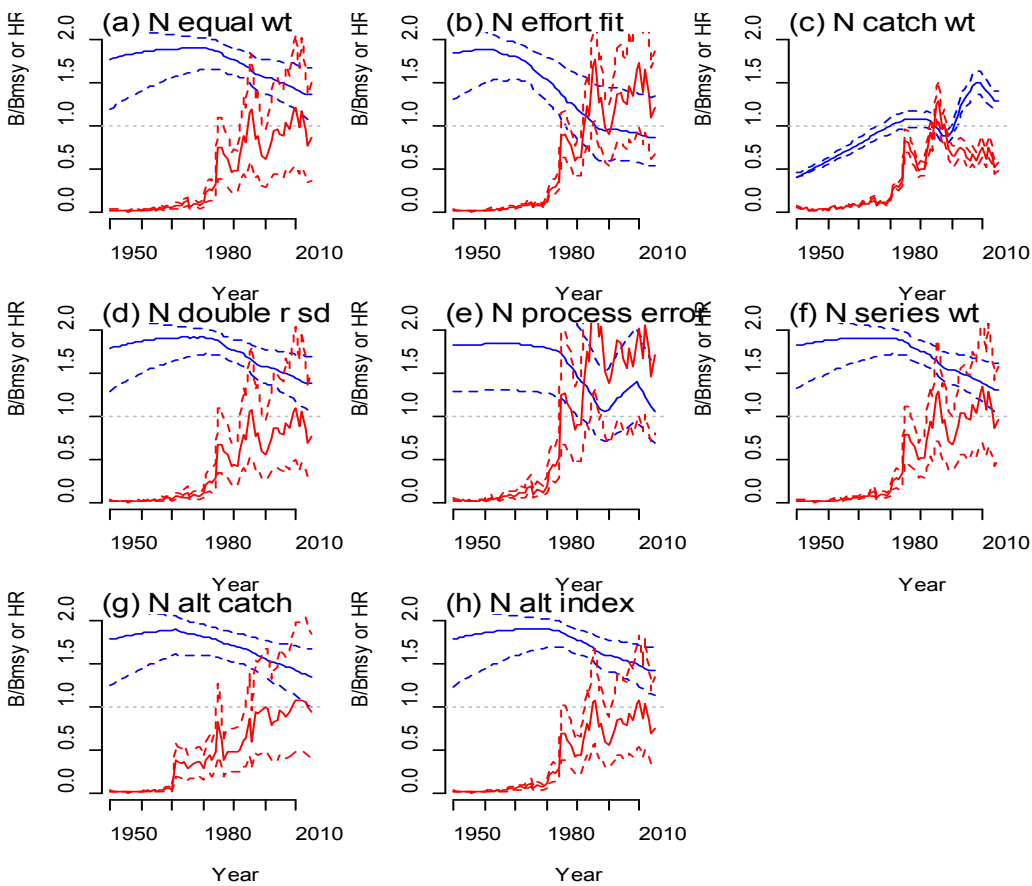 (a) N equal wt
B/Bmsy or HR
0.0 0.5 1.0 1.5 2.0
1950 1980 2010
Year
(b) N effort fit
B/Bmsy or HR
0.0 0.5 1.0 1.5 2.0
1950 1980 2010
Year
(c) N catch wt
B/Bmsy or HR
0.0 0.5 1.0 1.5 2.0
1950 1980 2010
Year
(d) N double r sd
B/Bmsy or HR
0.0 0.5 1.0 1.5 2.0
1950 1980 2010
Year
(e) N process error
B/Bmsy or HR
0.0 0.5 1.0 1.5 2.0
1950 1980 2010
Year
(f) N series wt
B/Bmsy or HR
0.0 0.5 1.0 1.5 2.0
1950 1980 2010
Year
(g) N alt catch
B/Bmsy or HR
0.0 0.5 1.0 1.5 2.0
1950 1980 2010
Year
(h) N alt index
B/Bmsy or HR
0.0 0.5 1.0 1.5 2.0
1950 1980 2010
Year